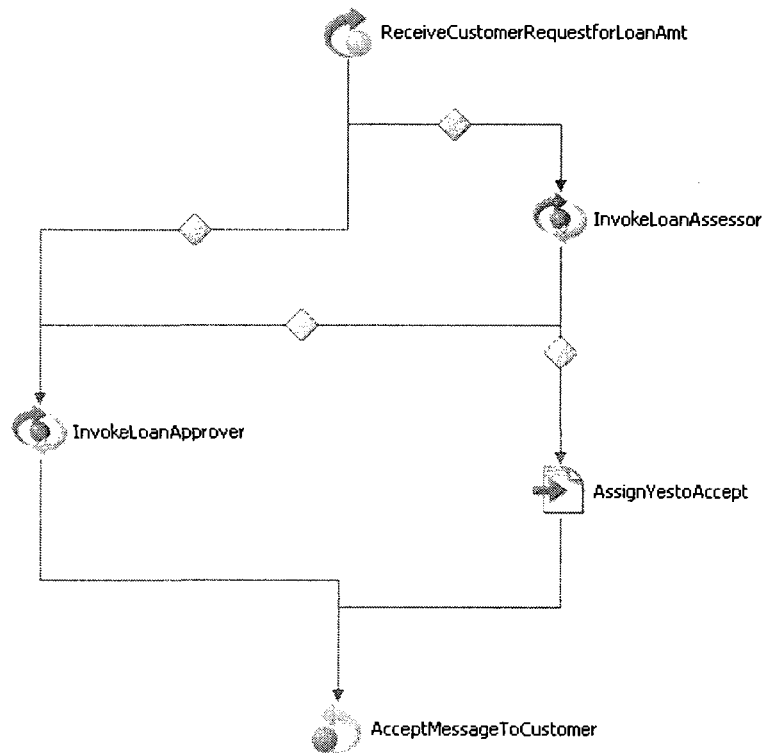 ReceiveCustomerRequestforLoanAmt
InvokeLoanAssessor
InvokeLoanApprover
AssignYestoAccept
AcceptMessageToCustomer